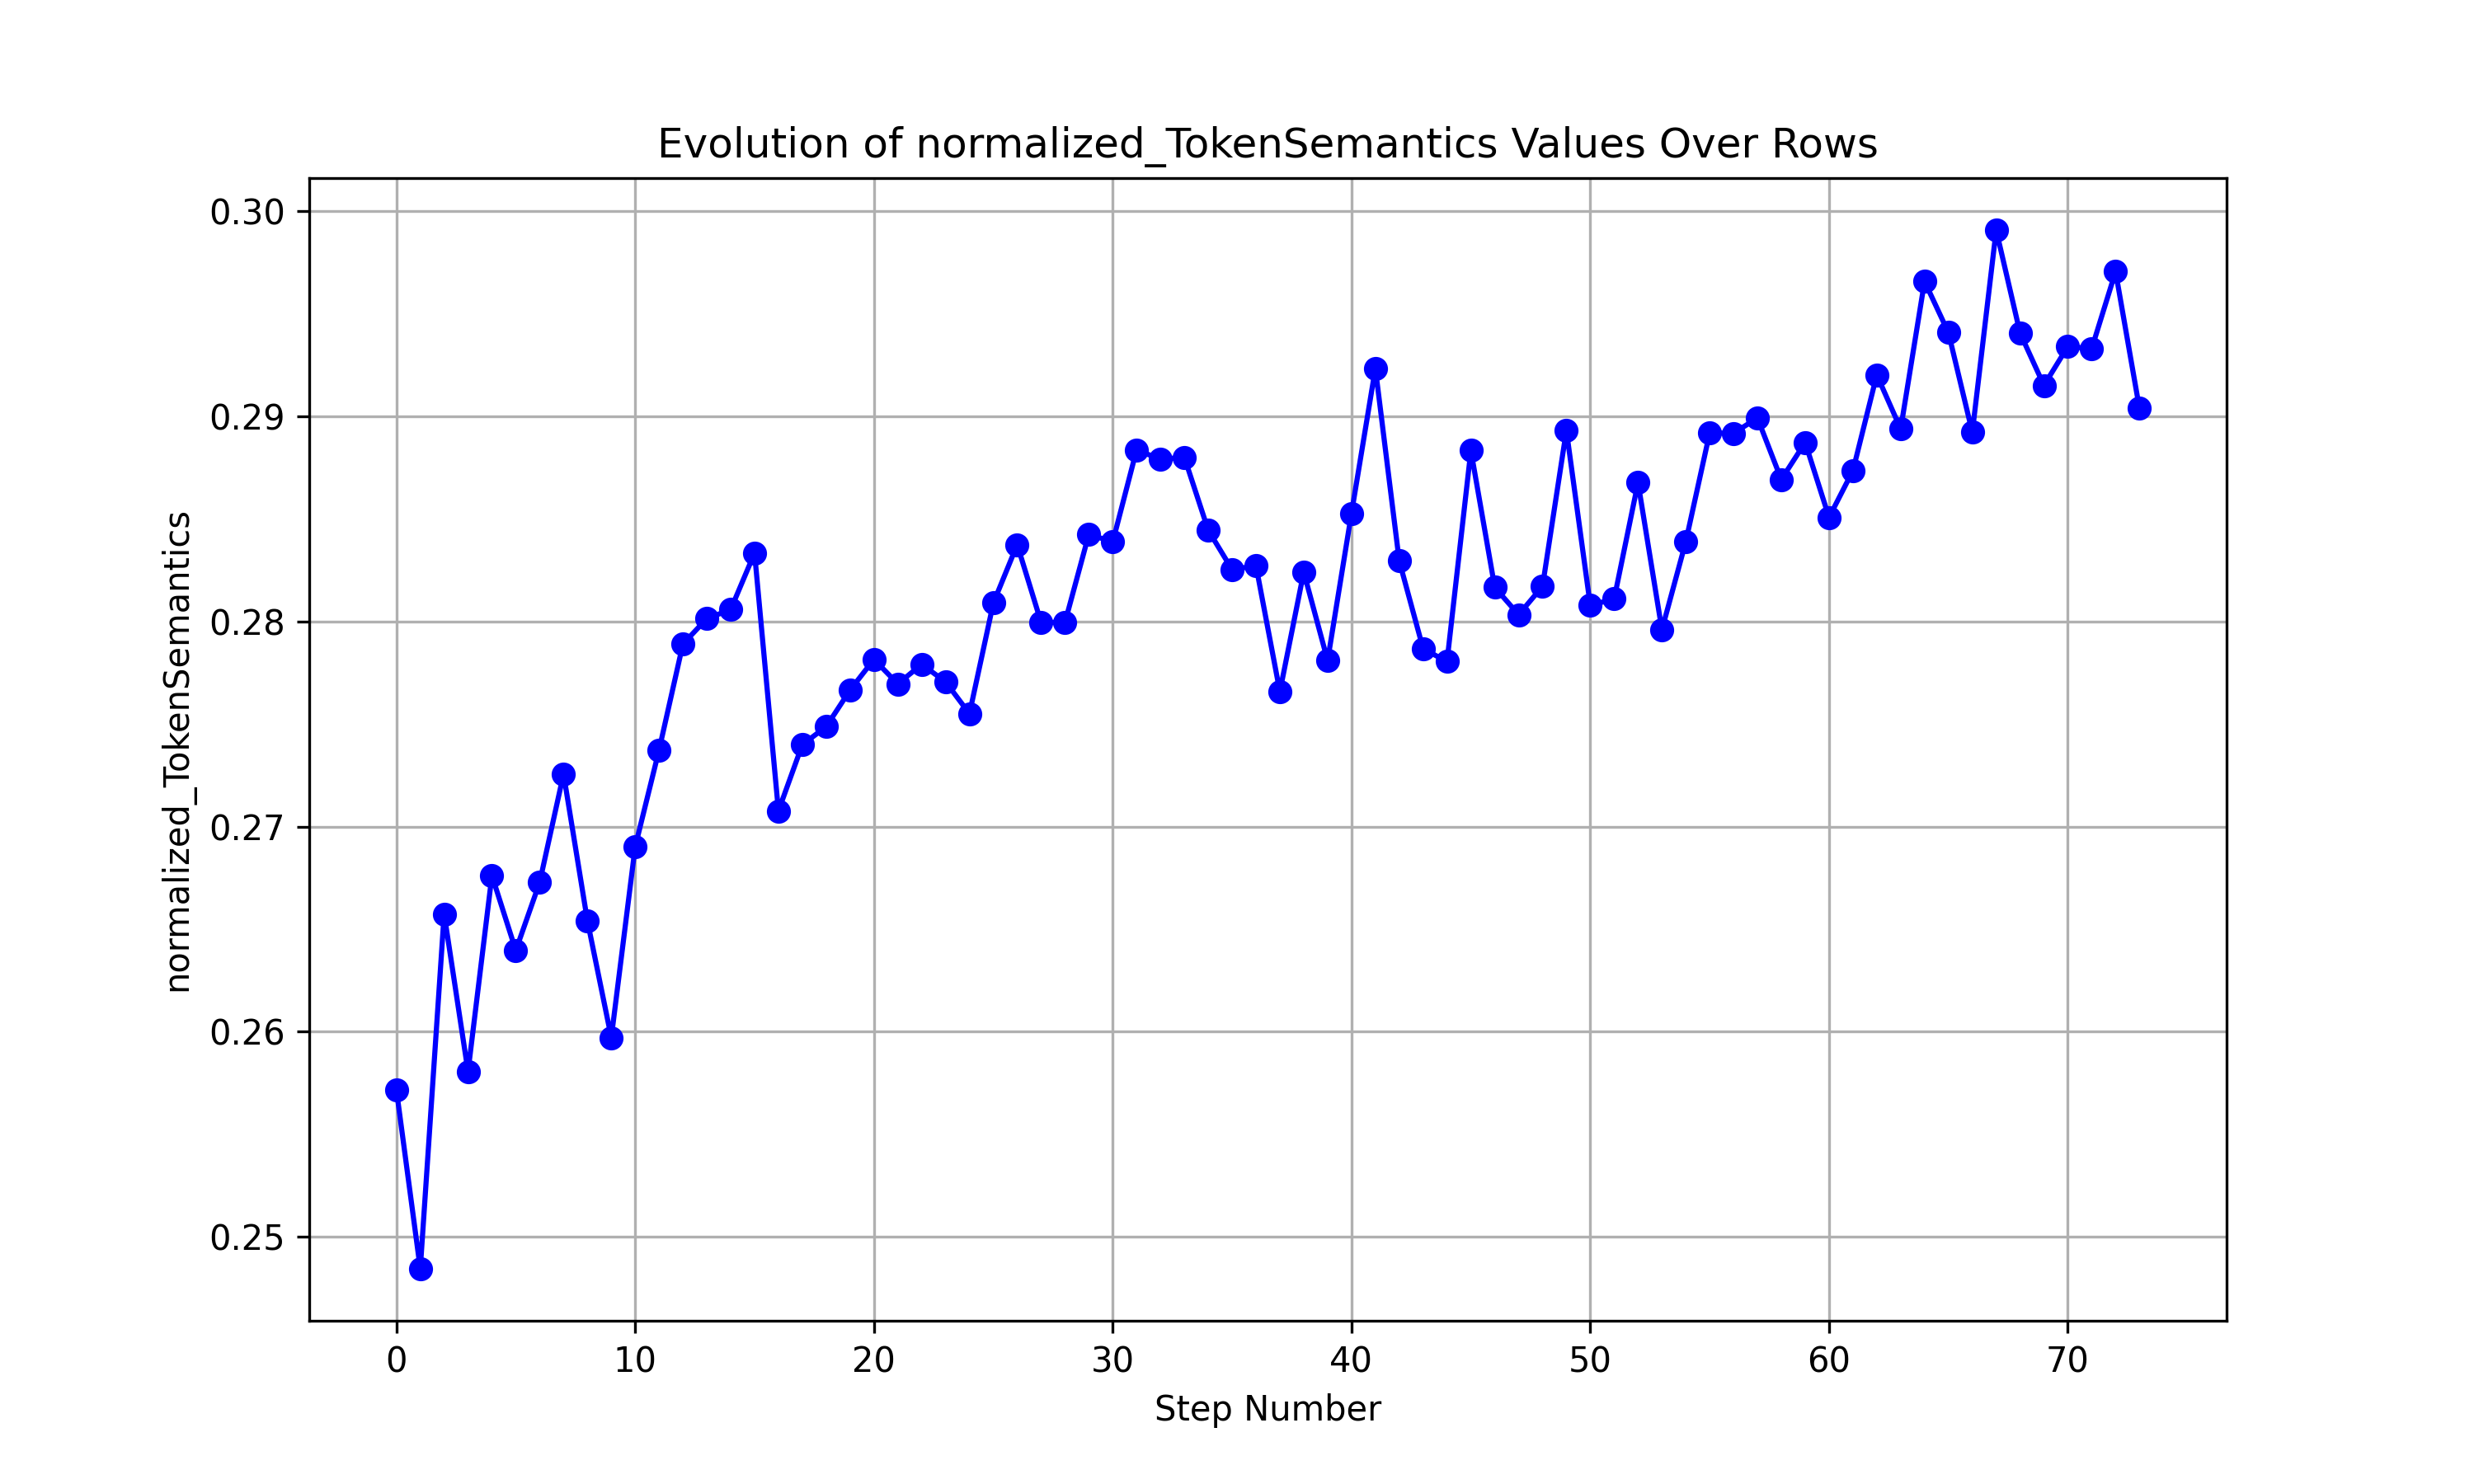 Evolution of normalized_TokenSemantics Values Over Rows
0.30
0.29
0.28
0.27
0.26
0.25
normalized_TokenSemantics
0 10 20 30 40 50 60 70
Step Number